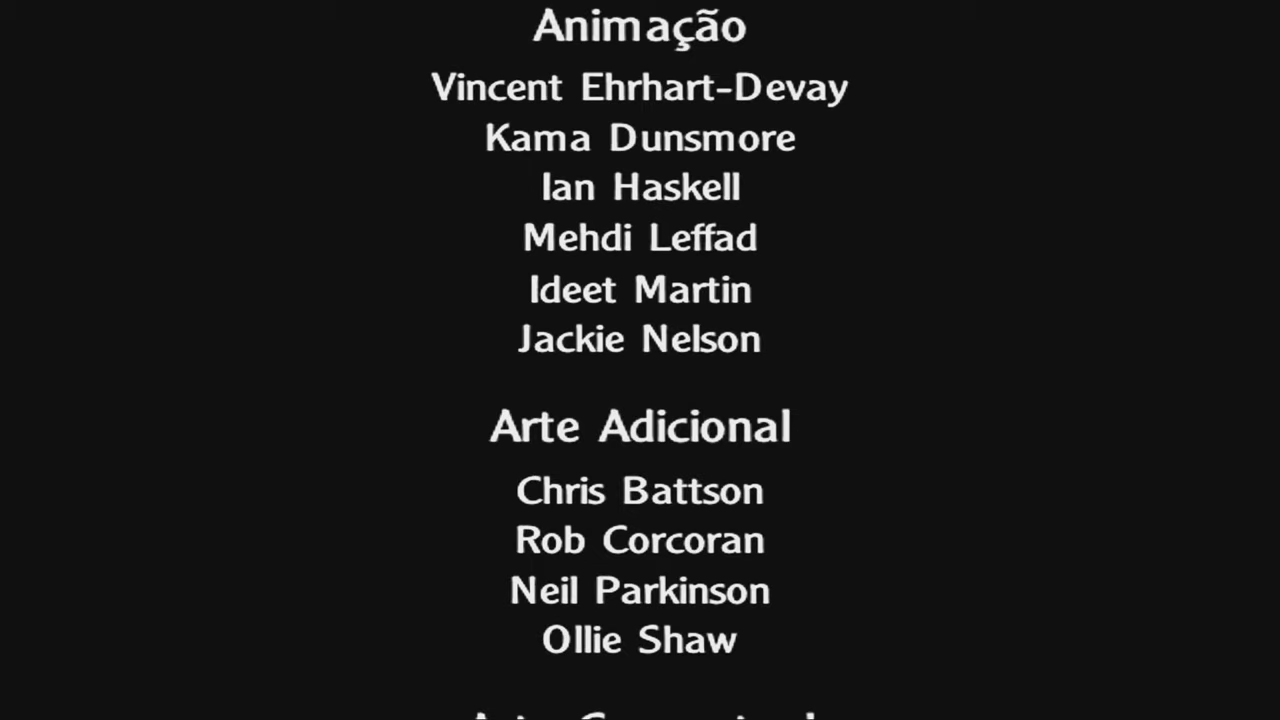 Animação
Vincent Ehrhart-Devay
Kama Dunsmore
Ian Haskell
Mehdi Leffad
Ideet Martin
Jackie Nelson
Arte Adicional
Chris Battson
Rob Corcoran
Neil Parkinson
Ollie Shaw